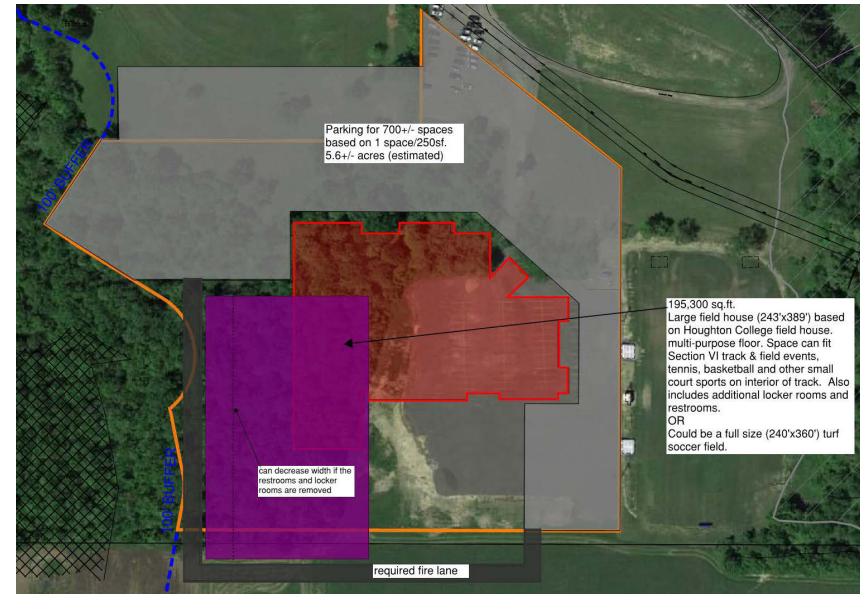 Parking for 700+/- spaces
based on 1 space/250sf.
5.6+/- acres (estimated)
100' BUFFER
195,300 sq.ft.
Large field house (243'x389') based
on Houghton College field house.
multi-purpose floor. Space can fit
Section VI track & field events,
tennis, basketball and other small
court sports on interior of track.  Also
includes additional locker rooms and
restrooms.
OR
Could be a full size (240'x360') turf
soccer field.
can decrease width if the
restrooms and locker
rooms are removed
100' BUFFER
required fire lane